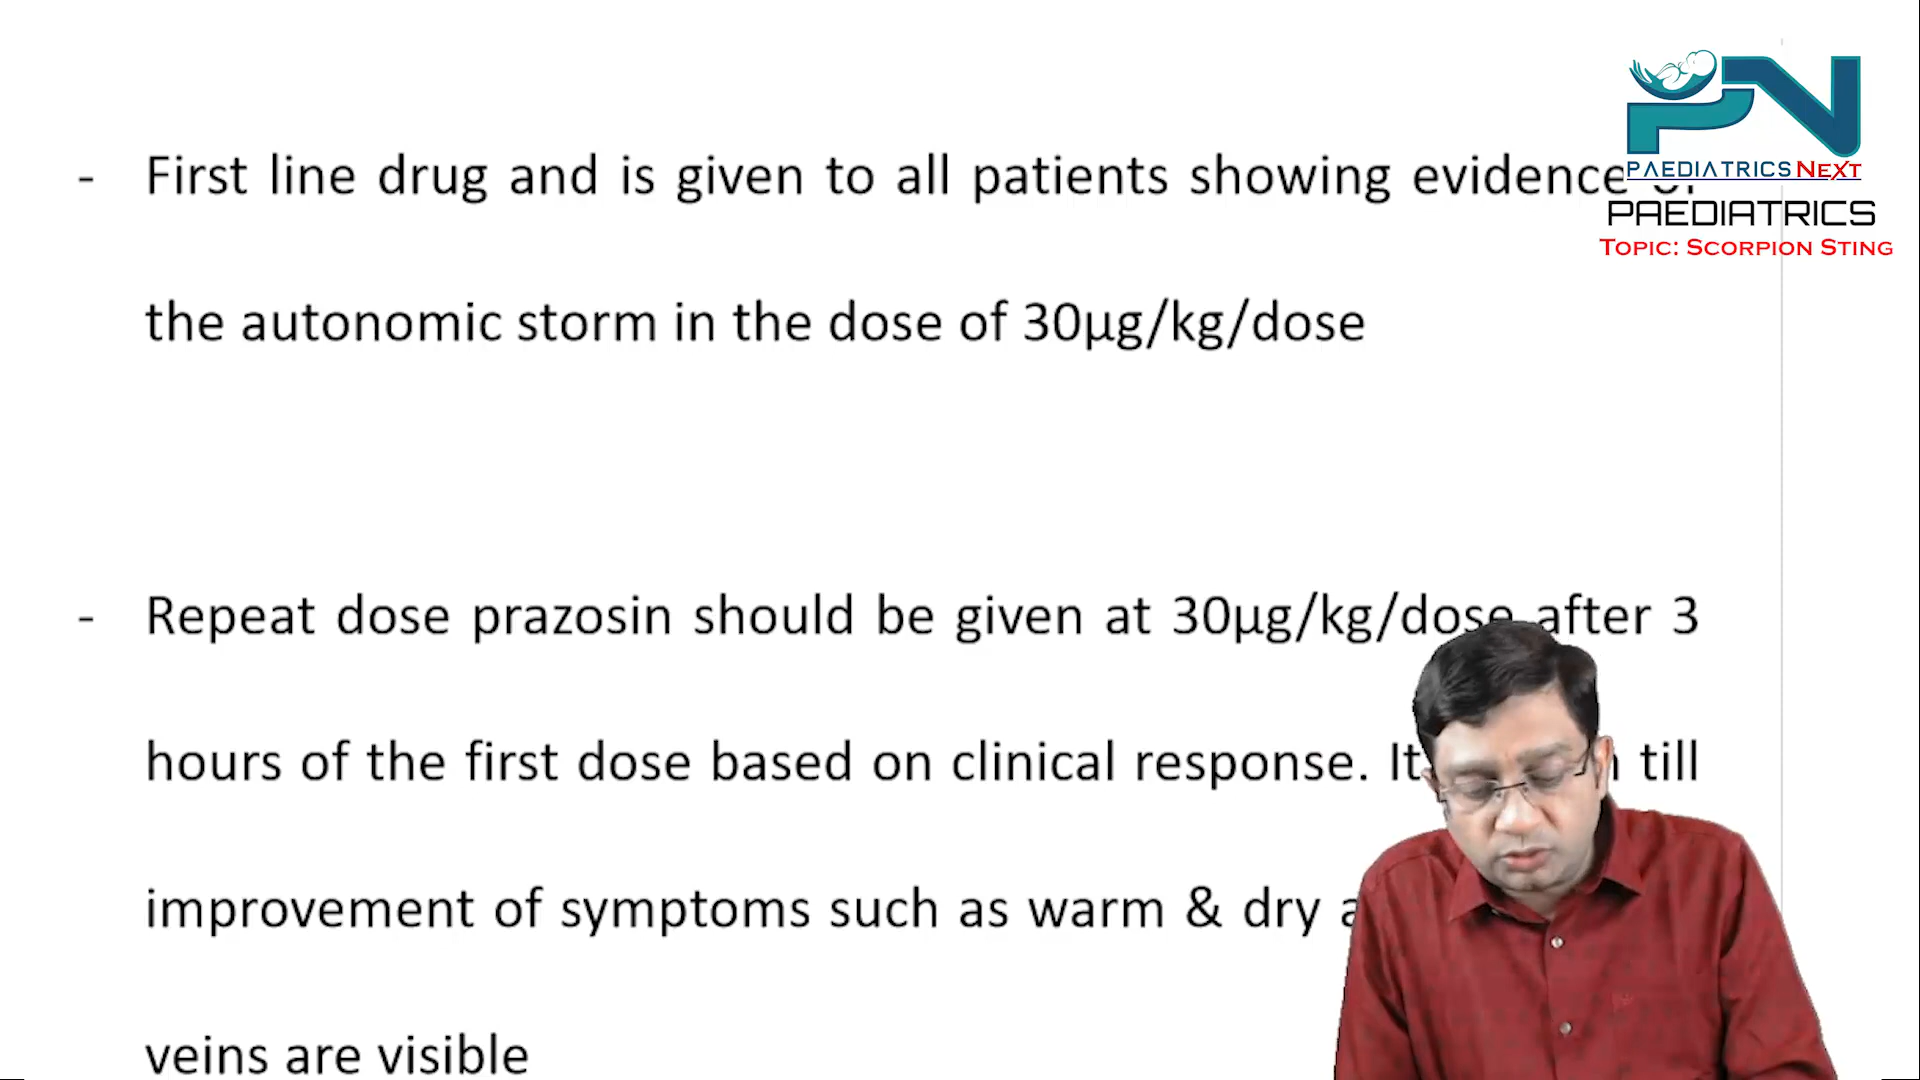 PAEDIATRICS NEXT
PAEDIATRICS
TOPIC: SCORPION STING
- First line drug and is given to all patients showing evidence of
the autonomic storm in the dose of 30µg/kg/dose
- Repeat dose prazosin should be given at 30µg/kg/dose after 3
hours of the first dose based on clinical response. It till
improvement of symptoms such as warm & dry
veins are visible